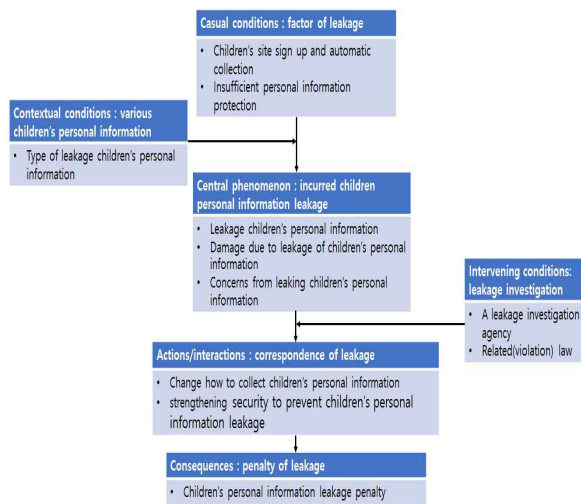 Casual conditions : factor of leakage
• Children's site sign up and automatic
collection
• Insufficient personal information
protection
Contextual conditions : various
children's personal information
• Type of leakage children's personal
information
Central phenomenon : incurred children
personal information leakage
• Leakage children's personal information
• Damage due to leakage of children's personal
information
• Concerns from leaking children's personal
information
Intervening conditions:
leakage investigation
• A leakage investigation
agency
• Related(violation) law
Actions/interactions : correspondence of leakage
• Change how to collect children's personal information
• strengthening security to prevent children's personal
information leakage
Consequences : penalty of leakage
• Children's personal information leakage penalty